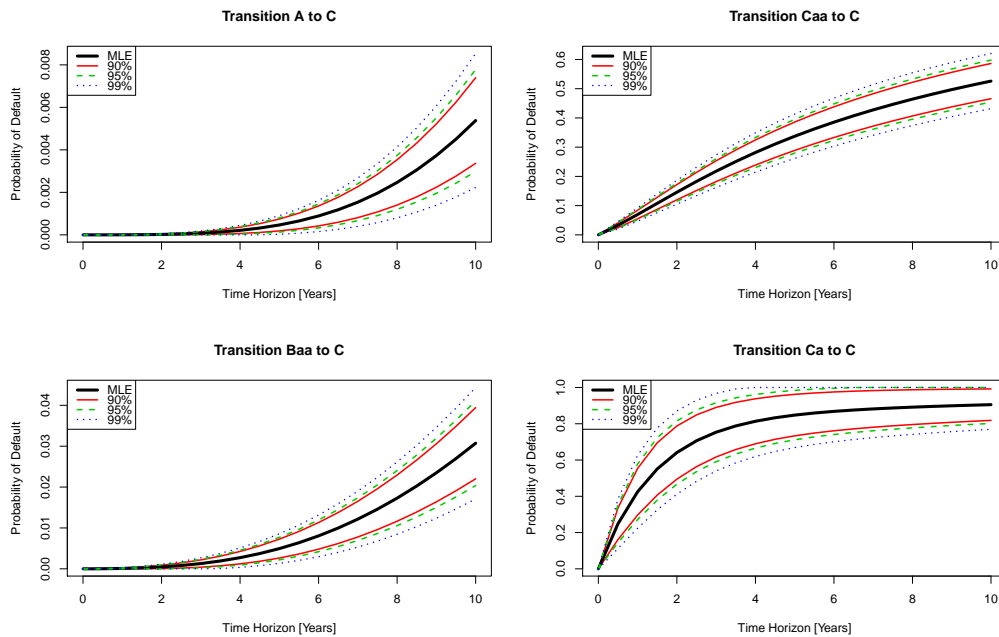 Transition A to C
MLE
90%
95%
99%
Probability of Default
0.000
0.002
0.004
0.006
0.008
0 2 4 6 8 10
Time Horizon [Years]
Transition Caa to C
MLE
90%
95%
99%
Probability of Default
0.0
0.1
0.2
0.3
0.4
0.5
0.6
0 2 4 6 8 10
Time Horizon [Years]
Transition Baa to C
MLE
90%
95%
99%
Probability of Default
0.00
0.01
0.02
0.03
0.04
0 2 4 6 8 10
Time Horizon [Years]
Transition Ca to C
MLE
90%
95%
99%
Probability of Default
0.0
0.2
0.4
0.6
0.8
1.0
0 2 4 6 8 10
Time Horizon [Years]